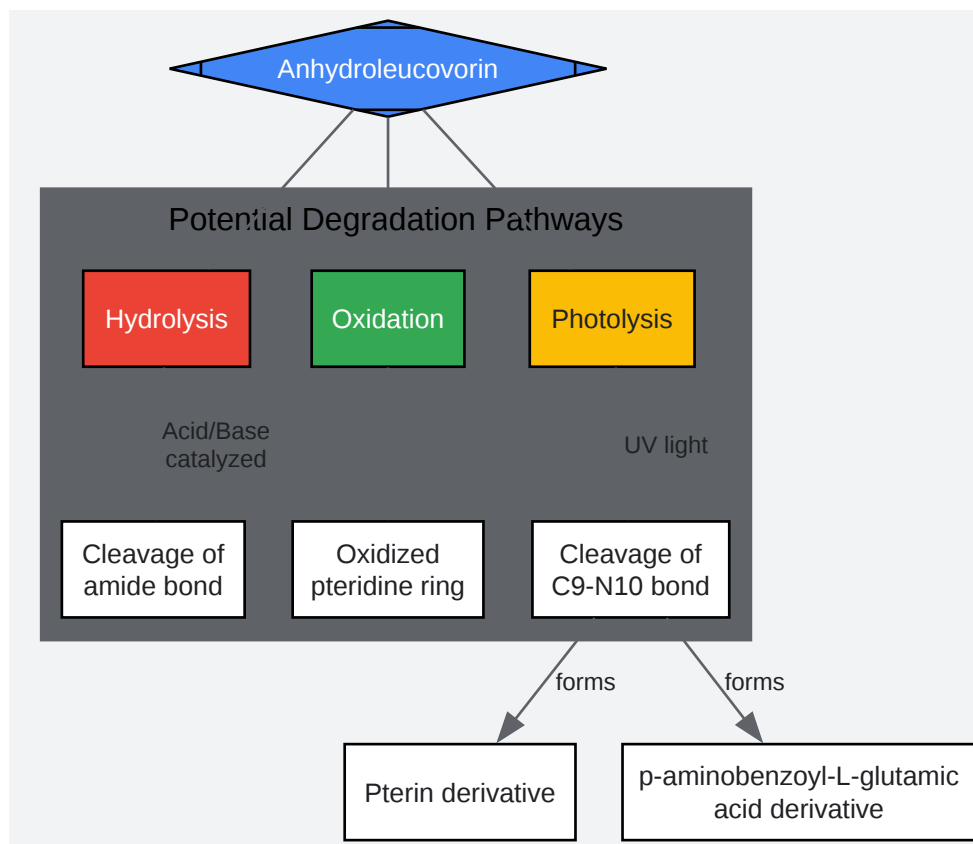 Anhydroleucovorin
Potential Degradation Pathways
Hydrolysis
Oxidation
Photolysis
Acid/Base
catalyzed
UV light
Cleavage of
amide bond
Oxidized
pteridine ring
Cleavage of
C9-N10 bond
forms
forms
Pterin derivative
p-aminobenzoyl-L-glutamic
acid derivative